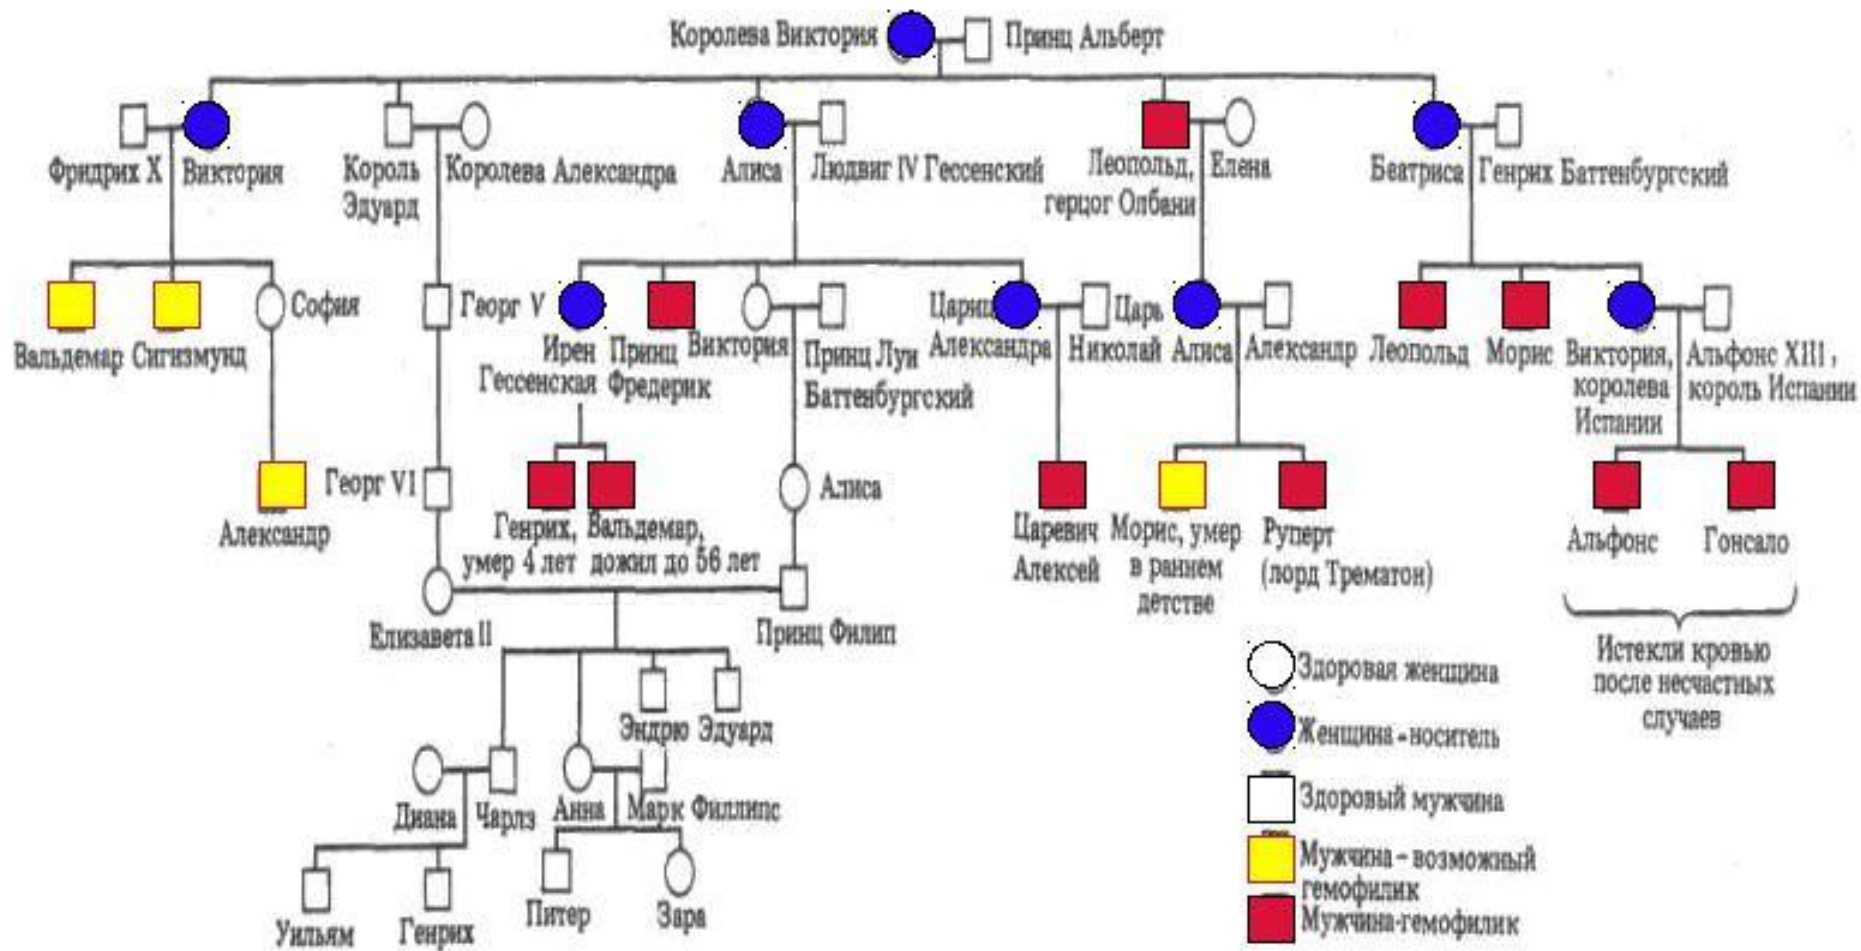 Королева Виктория
Принц Альберт
Фридрих X
Виктория
Король
Эдуард
Королева Александра
Алиса
Людвиг IV Гессенский
Леопольд,
герцог Олбани
Елена
Беатриса
Генрих Баттенбургский
Вальдемар
Сигизмунд
София
Георг V
Ирен
Гессенская
Принц
Фредерик
Виктория
Принц Луи
Баттенбургский
Цариц
Александра
Царь
Николай
Алиса
Александр
Леопольд
Морис
Виктория,
королева
Испании
Альфонс XIII,
король Испании
Александр
Георг VI
Генрих,
умер 4 лет
Вальдемар,
дожил до 56 лет
Алиса
Царевич
Алексей
Морис, умер
в раннем
детстве
Руперт
(лорд Трематон)
Альфонс
Гонсало
Истекли кровью
после несчастных
случаев
Елизавета II
Принц Филип
Эндрю
Эдуард
Диана
Чарлз
Анна
Марк Филлипс
Уильям
Генрих
Питер
Зара
Здоровая женщина
Женщина - носитель
Здоровый мужчина
Мужчина - возможный
гемофилик
Мужчина-гемофилик